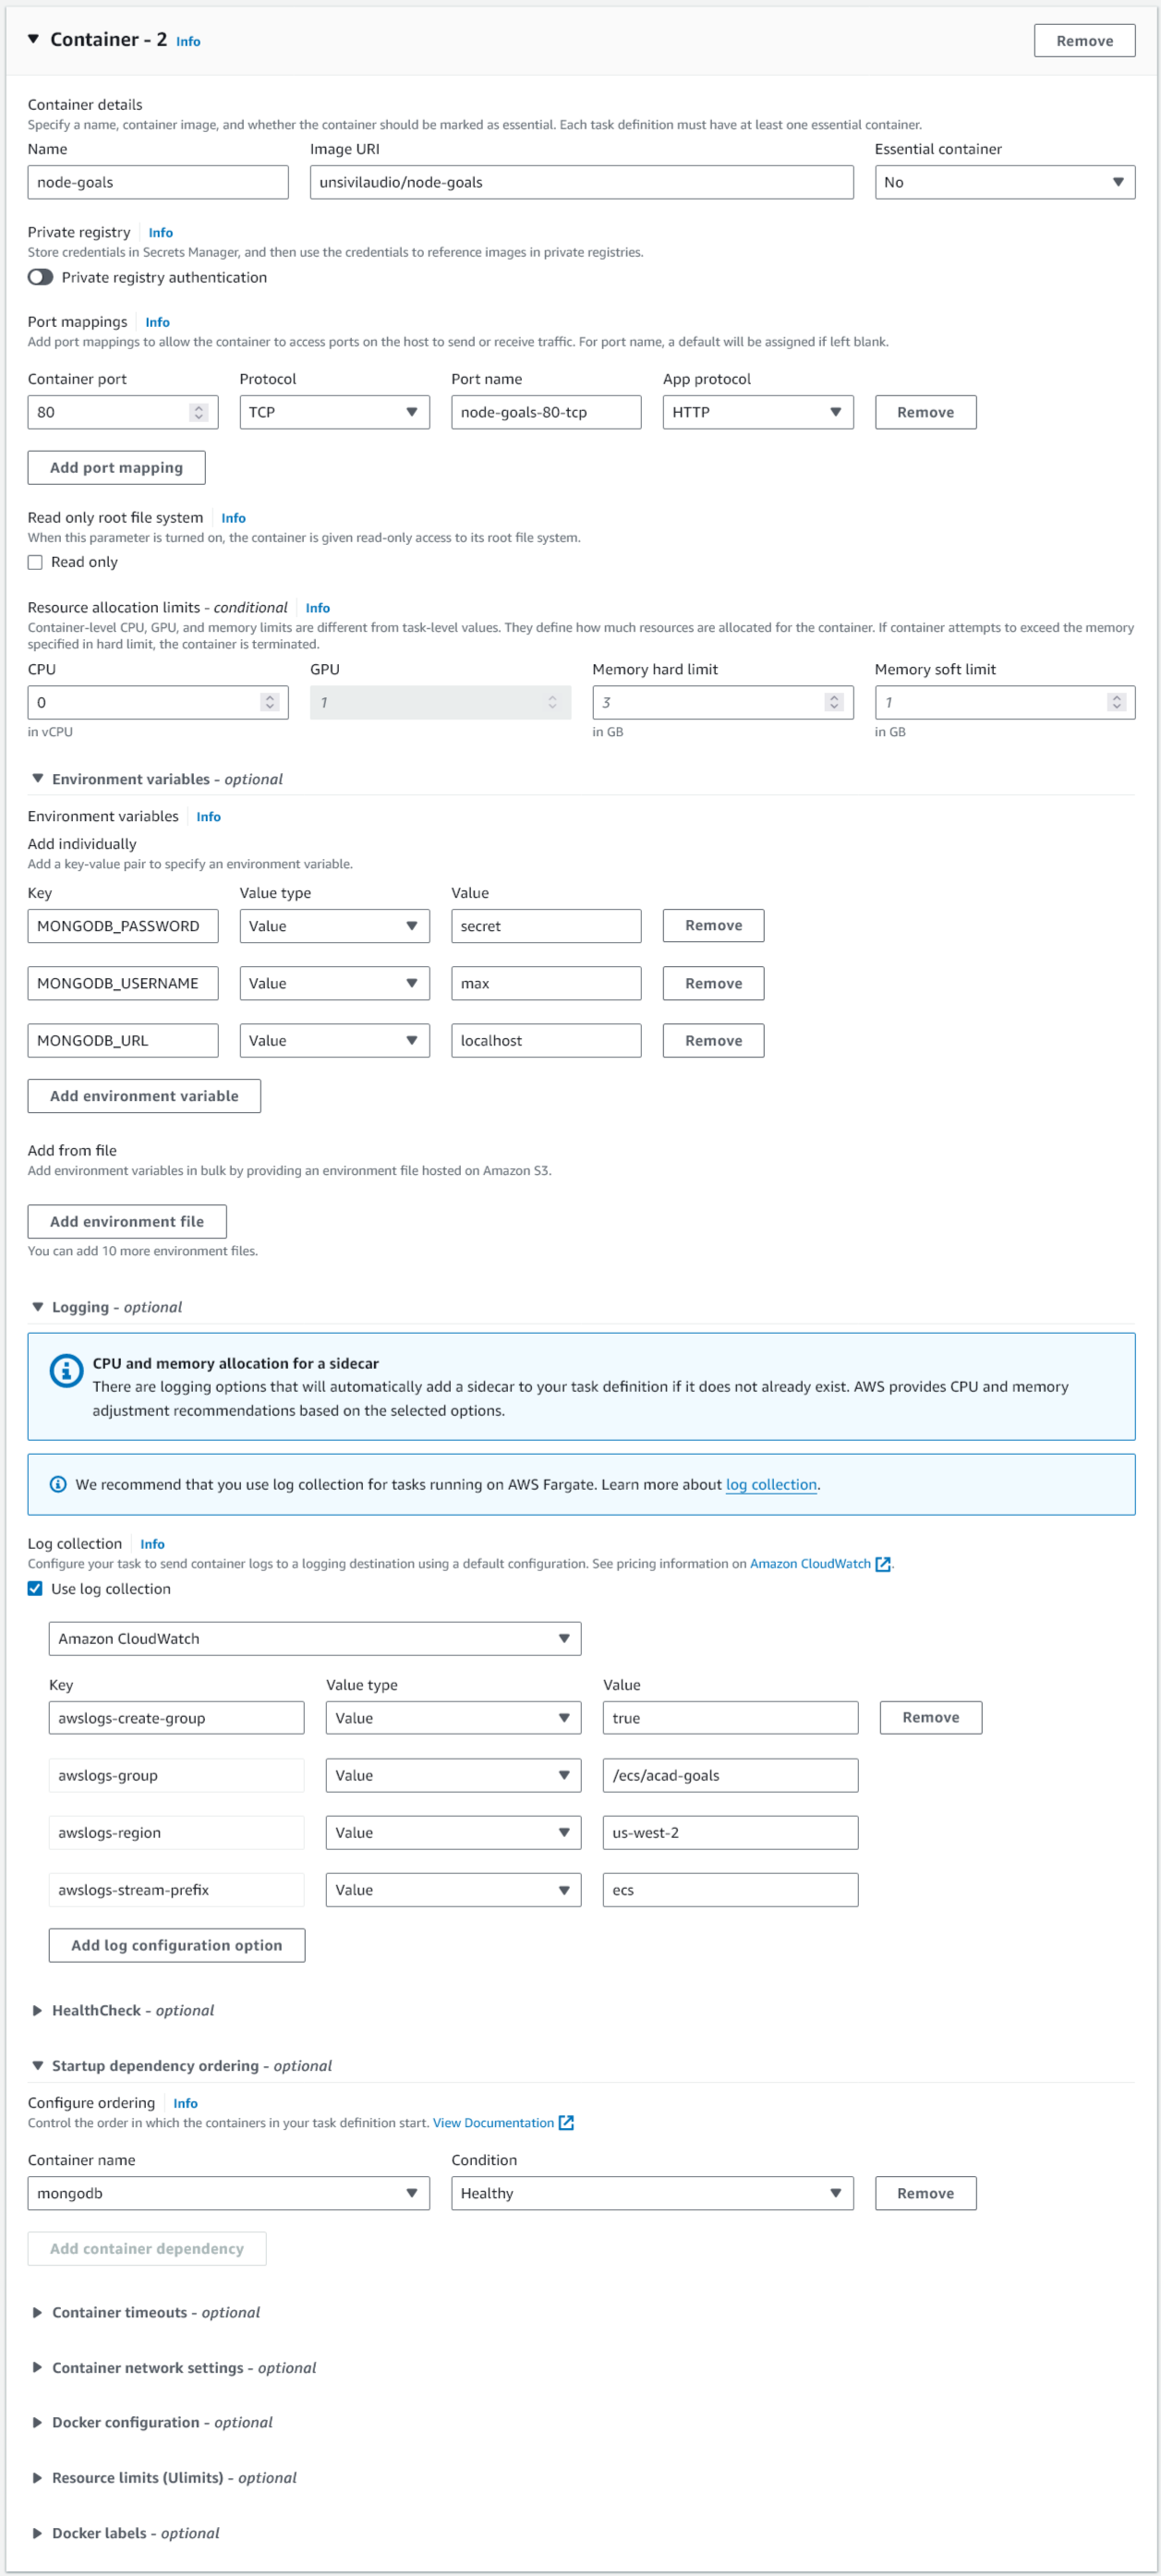 Container - 2 Info
Remove
Container details
Specify a name, container image, and whether the container should be marked as essential. Each task definition must have at least one essential container.
Name Image URI Essential container
node-goals unsivilaudio/node-goals No
Private registry Info
Store credentials in Secrets Manager, and then use the credentials to reference images in private registries.
Private registry authentication
Port mappings Info
Add port mappings to allow the container to access ports on the host to send or receive traffic. For port name, a default will be assigned if left blank.
Container port Protocol Port name App protocol
80 TCP node-goals-80-tcp HTTP Remove
Add port mapping
Read only root file system Info
When this parameter is turned on, the container is given read-only access to its root file system.
Read only
Resource allocation limits - conditional Info
Container-level CPU, GPU, and memory limits are different from task-level values. They define how much resources are allocated for the container. If container attempts to exceed the memory
specified in hard limit, the container is terminated.
CPU GPU Memory hard limit Memory soft limit
0 1 3 1
in vCPU in GB in GB
Environment variables - optional
Environment variables Info
Add individually
Add a key-value pair to specify an environment variable.
Key Value type Value
MONGODB_PASSWORD Value secret Remove
MONGODB_USERNAME Value max Remove
MONGODB_URL Value localhost Remove
Add environment variable
Add from file
Add environment variables in bulk by providing an environment file hosted on Amazon S3.
Add environment file
You can add 10 more environment files.
Logging - optional
CPU and memory allocation for a sidecar
There are logging options that will automatically add a sidecar to your task definition if it does not already exist. AWS provides CPU and memory
adjustment recommendations based on the selected options.
We recommend that you use log collection for tasks running on AWS Fargate. Learn more about log collection.
Log collection Info
Configure your task to send container logs to a logging destination using a default configuration. See pricing information on Amazon CloudWatch.
Use log collection
Amazon CloudWatch
Key Value type Value
awslogs-create-group Value true Remove
awslogs-group Value /ecs/acad-goals
awslogs-region Value us-west-2
awslogs-stream-prefix Value ecs
Add log configuration option
HealthCheck - optional
Startup dependency ordering - optional
Configure ordering Info
Control the order in which the containers in your task definition start. View Documentation
Container name Condition
mongodb Healthy Remove
Add container dependency
Container timeouts - optional
Container network settings - optional
Docker configuration - optional
Resource limits (Ulimits) - optional
Docker labels - optional